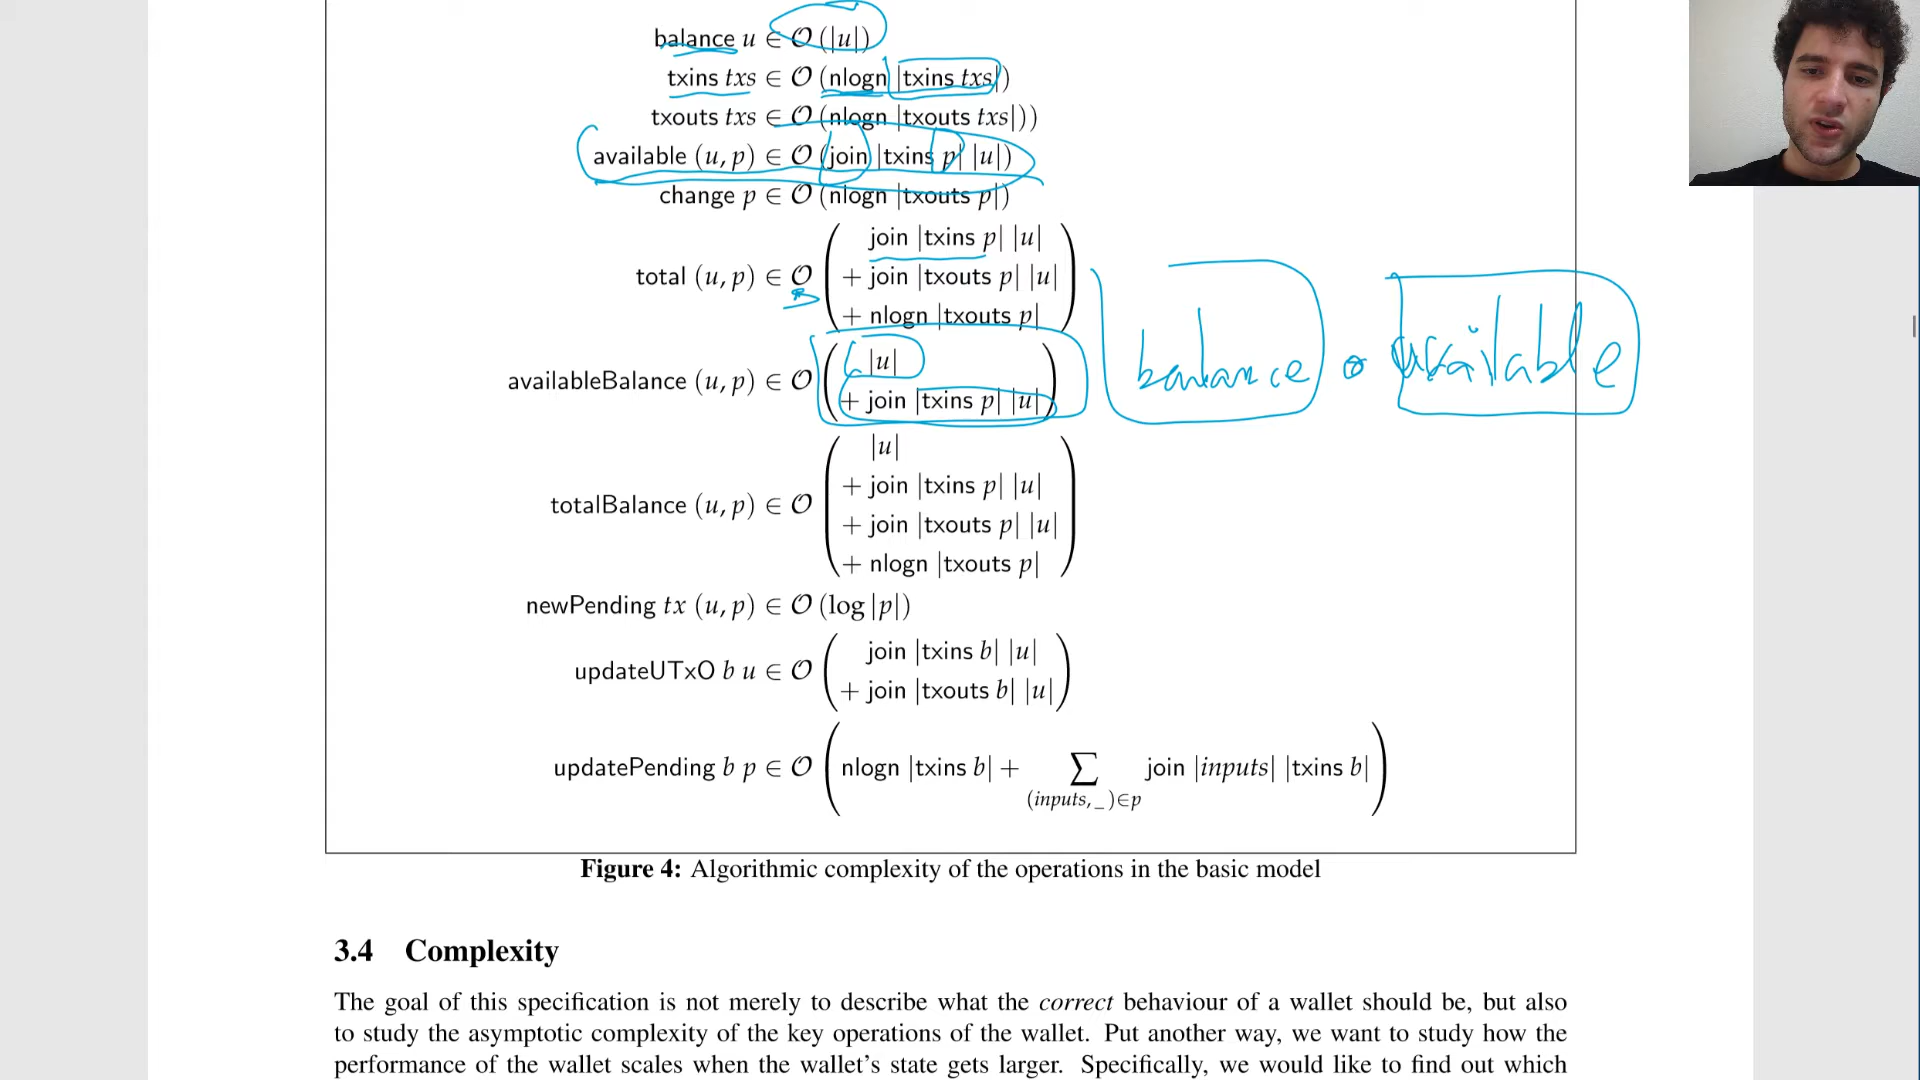 balance u ∈ O (|u|)
txins txs ∈ O (nlogn |txins txs|)
txouts txs ∈ O (nlogn |txouts txs|))
available (u, p) ∈ O (join |txins p| |u|)
change p ∈ O (nlogn |txouts p|)
total (u, p) ∈ O ( join |txins p| |u|
+ join |txouts p| |u|
+ nlogn |txouts p| )
availableBalance (u, p) ∈ O ( |u|
+ join |txins p| |u| )
balance ∘ available
totalBalance (u, p) ∈ O ( |u|
+ join |txins p| |u|
+ join |txouts p| |u|
+ nlogn |txouts p| )
newPending tx (u, p) ∈ O (log |p|)
updateUTxO b u ∈ O ( join |txins b| |u|
+ join |txouts b| |u| )
updatePending b p ∈ O ( nlogn |txins b| + ∑ join |inputs| |txins b| )
(inputs, _)∈p
Figure 4: Algorithmic complexity of the operations in the basic model
3.4 Complexity
The goal of this specification is not merely to describe what the correct behaviour of a wallet should be, but also
to study the asymptotic complexity of the key operations of the wallet. Put another way, we want to study how the
performance of the wallet scales when the wallet's state gets larger. Specifically, we would like to find out which